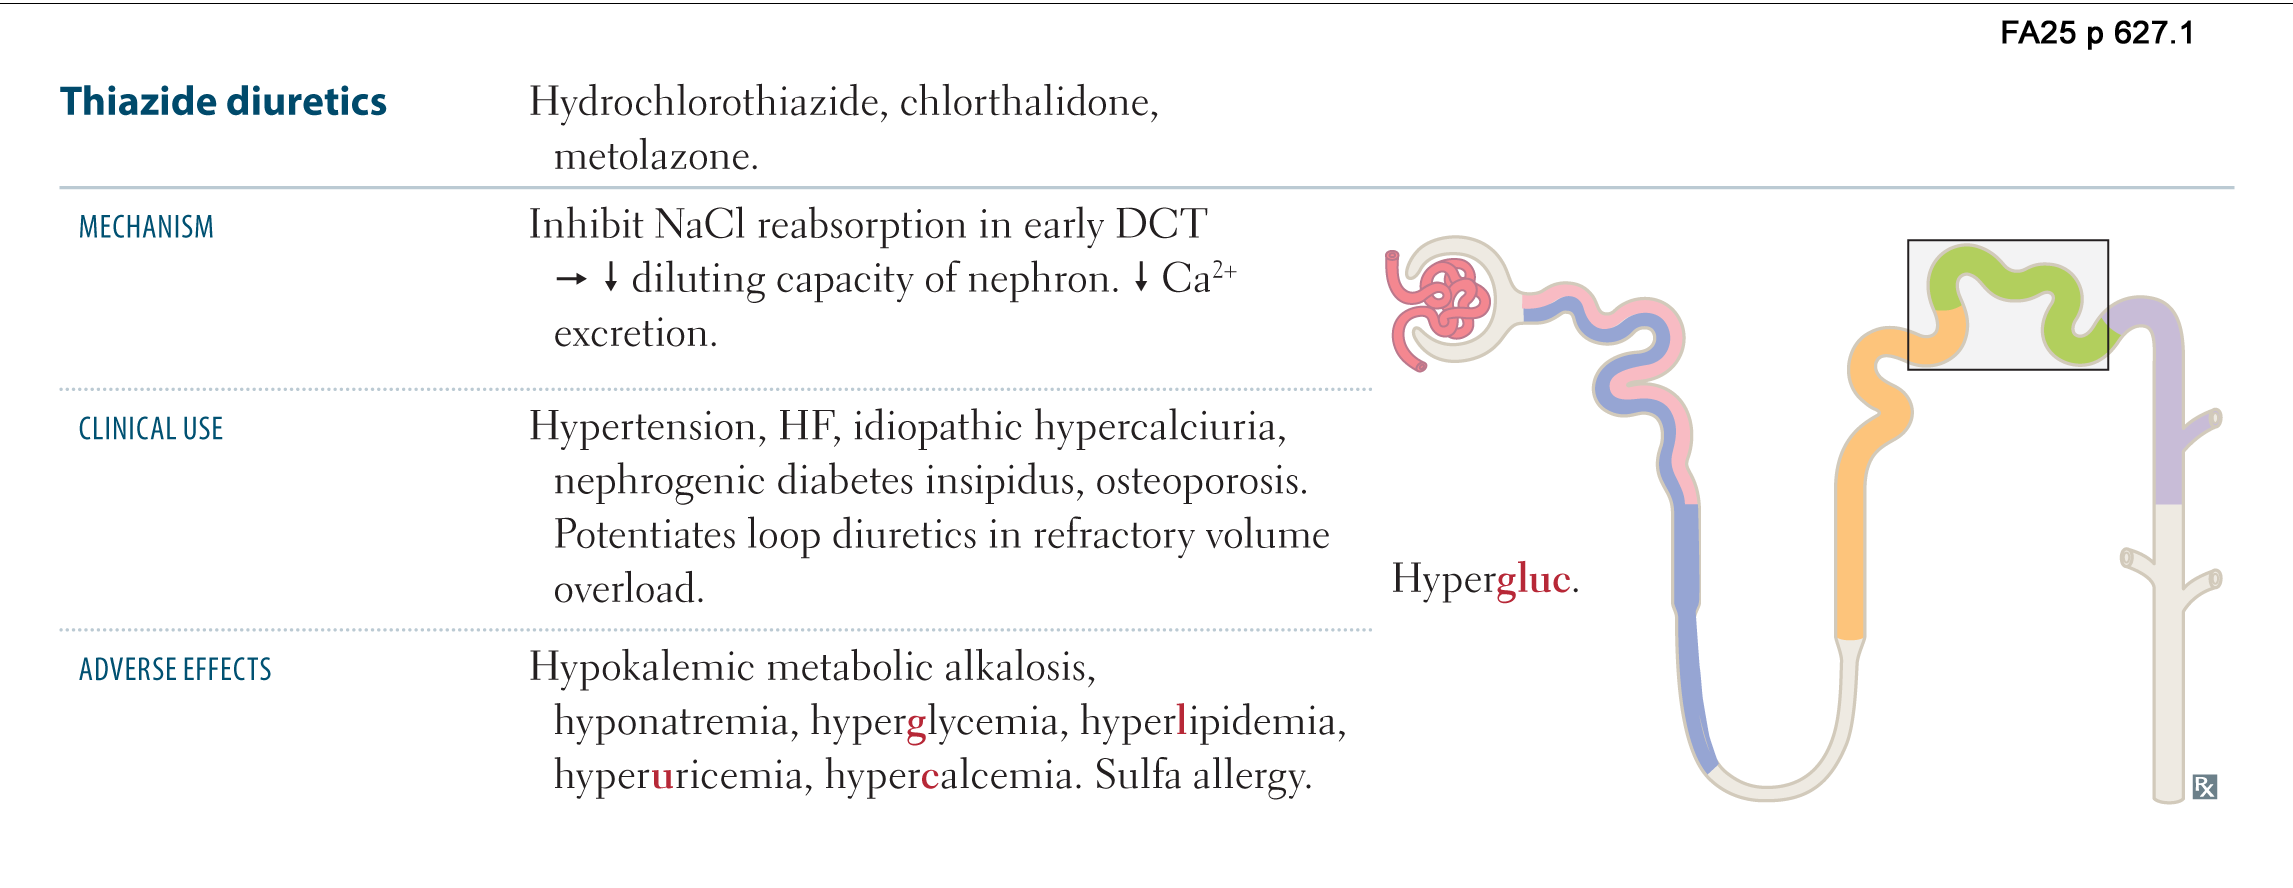 FA25 p 627.1
Thiazide diuretics
Hydrochlorothiazide, chlorthalidone,
metolazone.
MECHANISM
Inhibit NaCl reabsorption in early DCT
→ ↓ diluting capacity of nephron. ↓ Ca²⁺
excretion.
CLINICAL USE
Hypertension, HF, idiopathic hypercalciuria,
nephrogenic diabetes insipidus, osteoporosis.
Potentiates loop diuretics in refractory volume
overload.
Hypergluc.
ADVERSE EFFECTS
Hypokalemic metabolic alkalosis,
hyponatremia, hyperglycemia, hyperlipidemia,
hyperuricemia, hypercalcemia. Sulfa allergy.
Rx